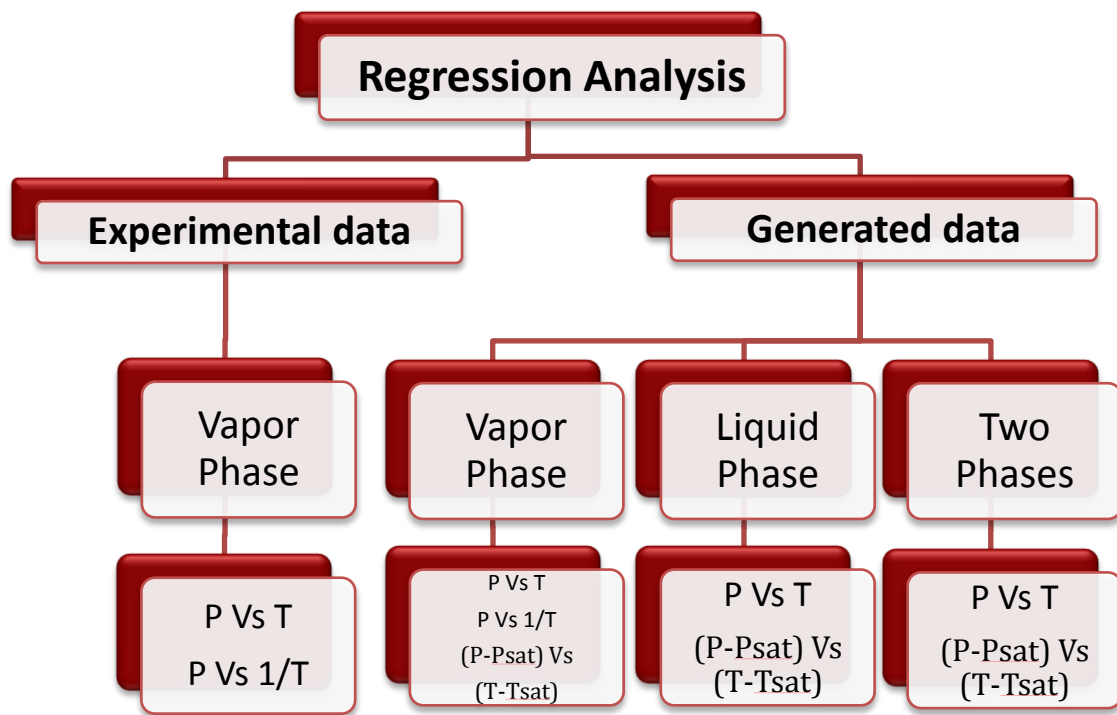 Regression Analysis
Experimental data
Generated data
Vapor
Phase
Vapor
Phase
Liquid
Phase
Two
Phases
P Vs T
P Vs 1/T
P Vs T
P Vs 1/T
(P-Psat) Vs
(T-Tsat)
P Vs T
(P-Psat) Vs
(T-Tsat)
P Vs T
(P-Psat) Vs
(T-Tsat)